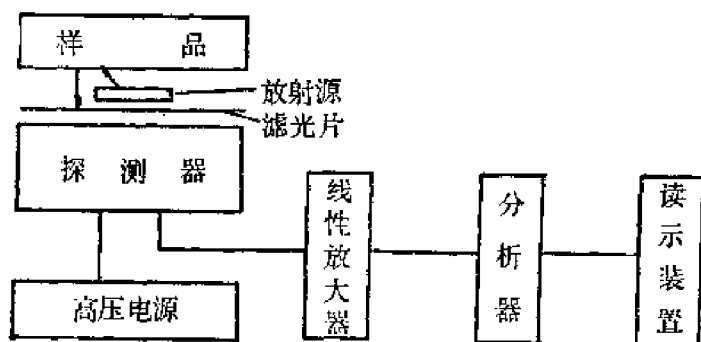 样 品
放射源
滤光片
探 测 器
高压电源
线性放大器
分析器
读示装置